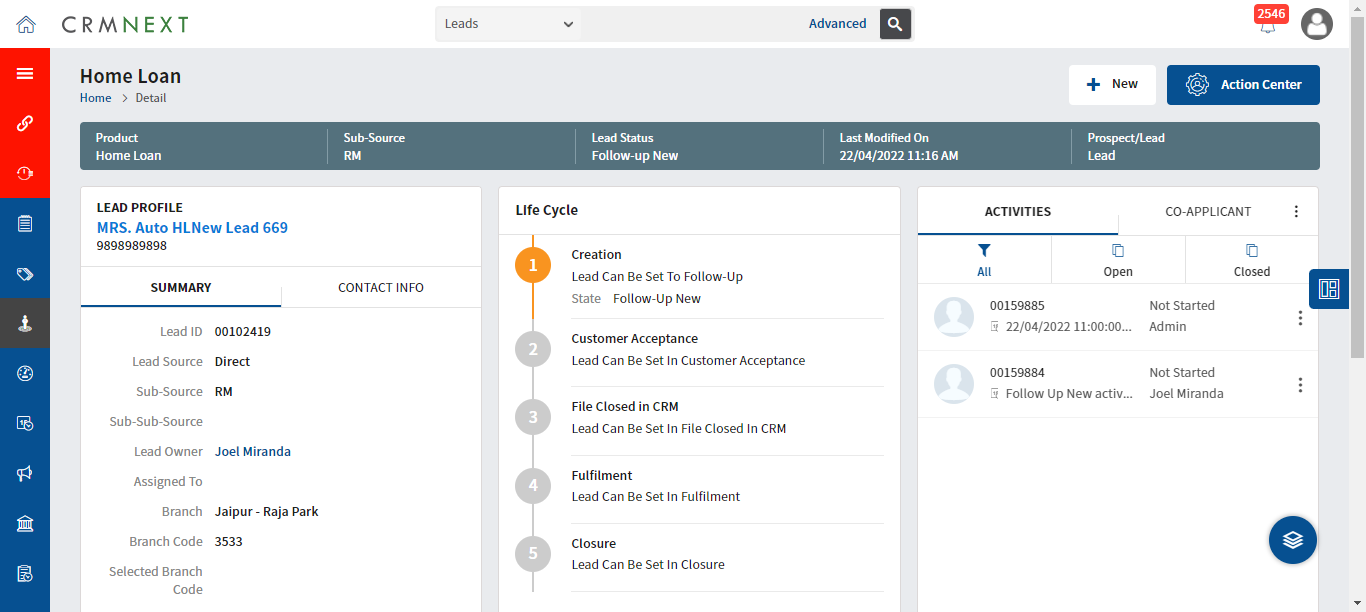 CRMNEXT
Leads
Advanced
2546
Home Loan
Home > Detail
New
Action Center
Product
Home Loan
Sub-Source
RM
Lead Status
Follow-up New
Last Modified On
22/04/2022 11:16 AM
Prospect/Lead
Lead
LEAD PROFILE
MRS. Auto HLNew Lead 669
9898989898
SUMMARY
CONTACT INFO
Lead ID 00102419
Lead Source Direct
Sub-Source RM
Sub-Sub-Source
Lead Owner Joel Miranda
Assigned To
Branch Jaipur - Raja Park
Branch Code 3533
Selected Branch
Code
LIfe Cycle
1
Creation
Lead Can Be Set To Follow-Up
State Follow-Up New
2
Customer Acceptance
Lead Can Be Set In Customer Acceptance
3
File Closed in CRM
Lead Can Be Set In File Closed In CRM
4
Fulfilment
Lead Can Be Set In Fulfilment
5
Closure
Lead Can Be Set In Closure
ACTIVITIES
CO-APPLICANT
All
Open
Closed
00159885
22/04/2022 11:00:00...
Not Started
Admin
00159884
Follow Up New activ...
Not Started
Joel Miranda